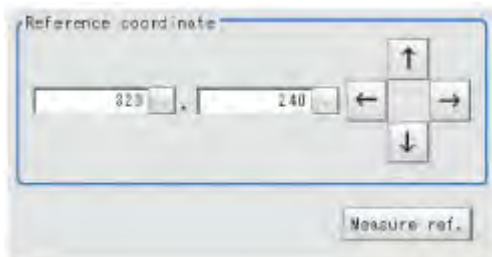 Reference coordinate
323 , 240
↑
← →
↓
Measure ref.